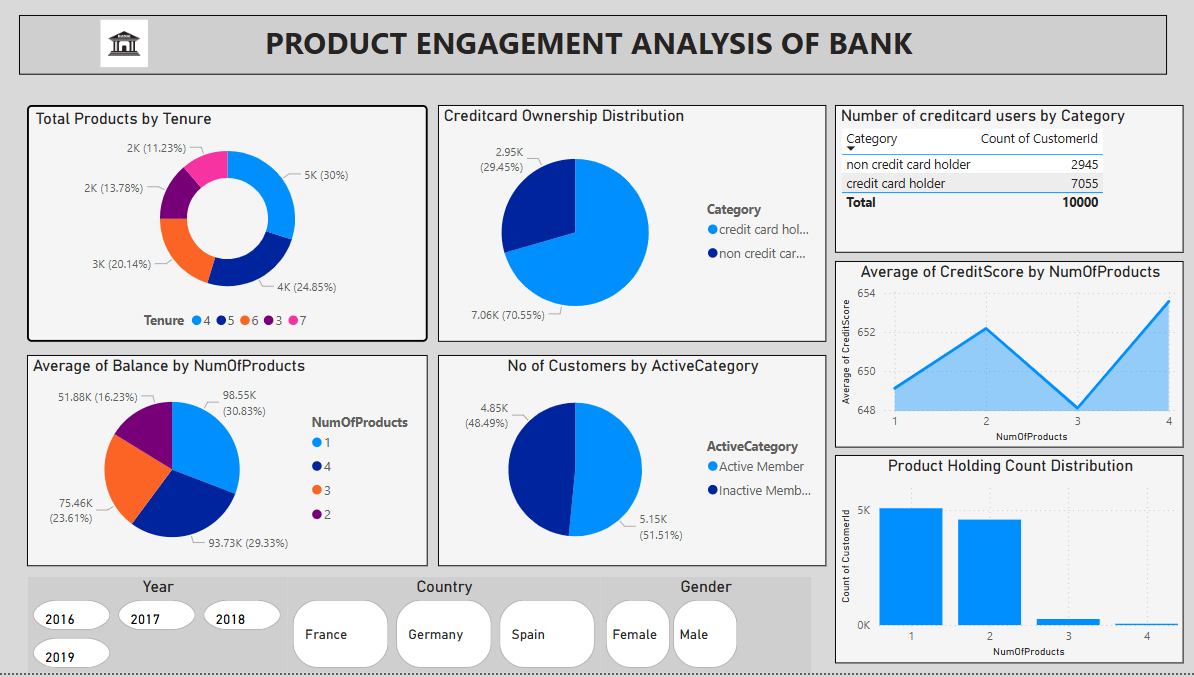 BANK
PRODUCT ENGAGEMENT ANALYSIS OF BANK
Total Products by Tenure
2K (11.23%)
5K (30%)
2K (13.78%)
3K (20.14%)
4K (24.85%)
Tenure 4 5 6 3 7
Creditcard Ownership Distribution
2.95K
(29.45%)
7.06K (70.55%)
Category
credit card hol...
non credit car...
Number of creditcard users by Category
Category Count of CustomerId
non credit card holder 2945
credit card holder 7055
Total 10000
Average of CreditScore by NumOfProducts
Average of CreditScore
654
652
650
648
1 2 3 4
NumOfProducts
Average of Balance by NumOfProducts
51.88K (16.23%)
98.55K
(30.83%)
75.46K
(23.61%)
93.73K (29.33%)
NumOfProducts
1
4
3
2
No of Customers by ActiveCategory
4.85K
(48.49%)
5.15K
(51.51%)
ActiveCategory
Active Member
Inactive Memb...
Product Holding Count Distribution
Count of CustomerId
5K
0K
1 2 3 4
NumOfProducts
Year
2016 2017 2018
2019
Country
France Germany Spain
Gender
Female Male